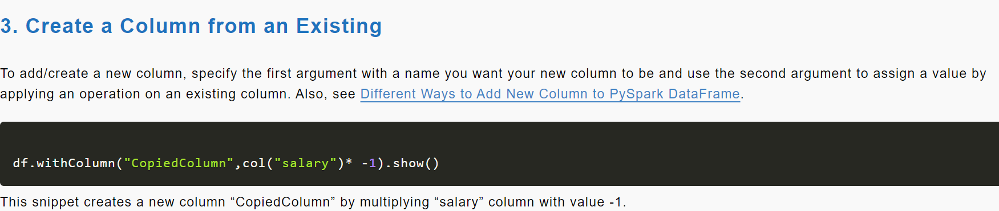 3. Create a Column from an Existing
To add/create a new column, specify the first argument with a name you want your new column to be and use the second argument to assign a value by
applying an operation on an existing column. Also, see Different Ways to Add New Column to PySpark DataFrame.
df.withColumn("CopiedColumn",col("salary")* -1).show()
This snippet creates a new column “CopiedColumn” by multiplying “salary” column with value -1.